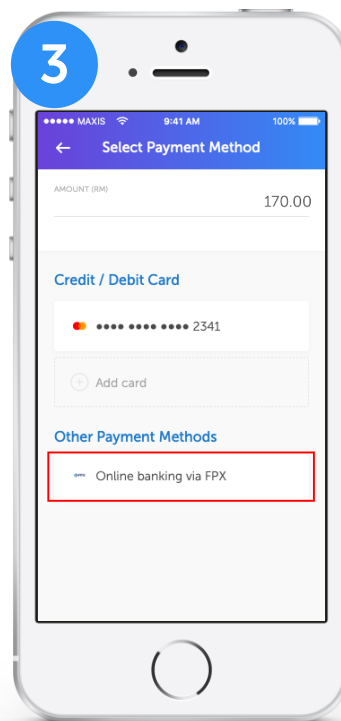 3
MAXIS 9:41 AM 100%
Select Payment Method
AMOUNT (RM)
170.00
Credit / Debit Card
•••• •••• •••• 2341
Add card
Other Payment Methods
Online banking via FPX